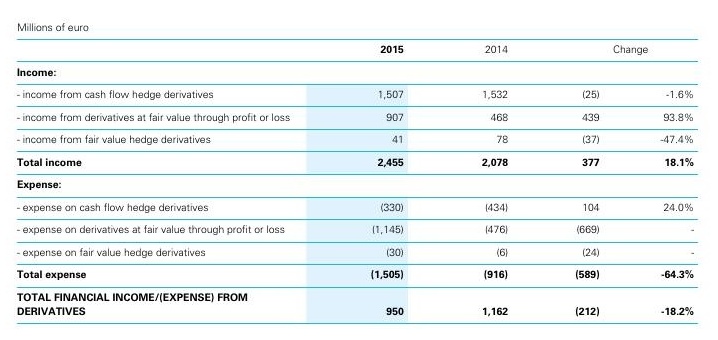 Millions of euro
2015 2014 Change
Income:
- income from cash flow hedge derivatives 1,507 1,532 (25) -1.6%
- income from derivatives at fair value through profit or loss 907 468 439 93.8%
- income from fair value hedge derivatives 41 78 (37) -47.4%
Total income 2,455 2,078 377 18.1%
Expense:
- expense on cash flow hedge derivatives (330) (434) 104 24.0%
- expense on derivatives at fair value through profit or loss (1,145) (476) (669) -
- expense on fair value hedge derivatives (30) (6) (24) -
Total expense (1,505) (916) (589) -64.3%
TOTAL FINANCIAL INCOME/(EXPENSE) FROM
DERIVATIVES 950 1,162 (212) -18.2%